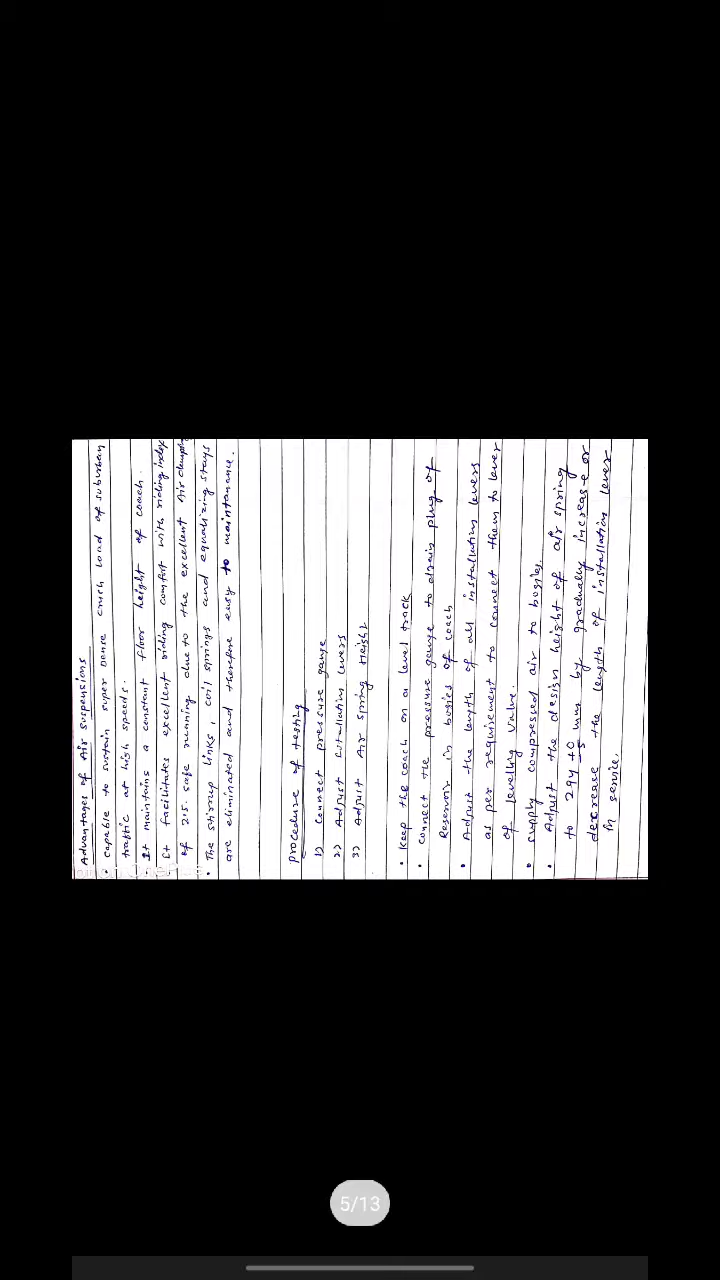 Advantages of Air suspensions
• capable to sustain super dense crush load of suburban
traffic at high speeds.
It maintains a constant floor height of coach.
it facilitates excellent riding comfort with riding index
of 2.5. safe running due to the excellent Air damping
• The stirrup links, coil springs and equalizing stays
are eliminated and therefore easy to maintanance.
procedure of testing
1) connect pressure gauge
2) Adjust levers
3) Adjust Air spring Height
• Keep the coach on a level track
• connect the pressure gauge to drain plug of
Reservoir in bogies of coach
• Adjust the length of all installation levers
as per requirement to connect them to lever
of levelling valve.
• supply compressed air to bogies.
• Adjust the design height of air spring
to 294 +0 -5 mm by gradually increase or
decrease the length of installation lever
in service.
5/13